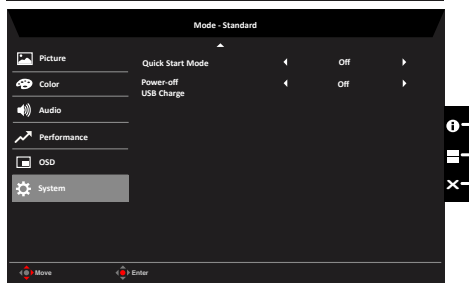 Mode - Standard
Picture
Quick Start Mode
Off
Color
Power-off
USB Charge
Off
Audio
Performance
OSD
System
Move
Enter